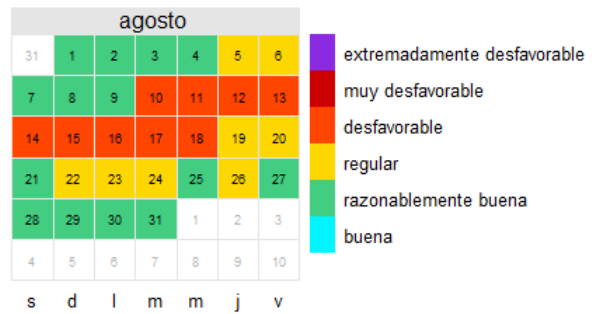 agosto
31 1 2 3 4 5 6
7 8 9 10 11 12 13
14 15 16 17 18 19 20
21 22 23 24 25 26 27
28 29 30 31 1 2 3
4 5 6 7 8 9 10
s d l m m j v
extremadamente desfavorable
muy desfavorable
desfavorable
regular
razonablemente buena
buena